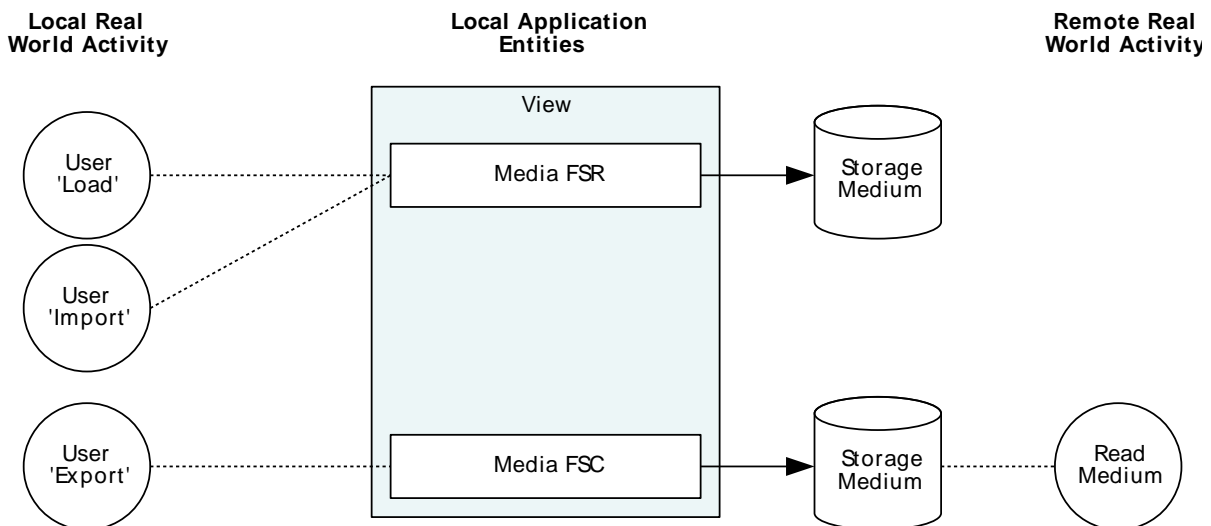 Local Real
World Activity
Local Application
Entities
Remote Real
World Activity
View
User
'Load'
Media FSR
Storage
Medium
User
'Import'
User
'Export'
Media FSC
Storage
Medium
Read
Medium